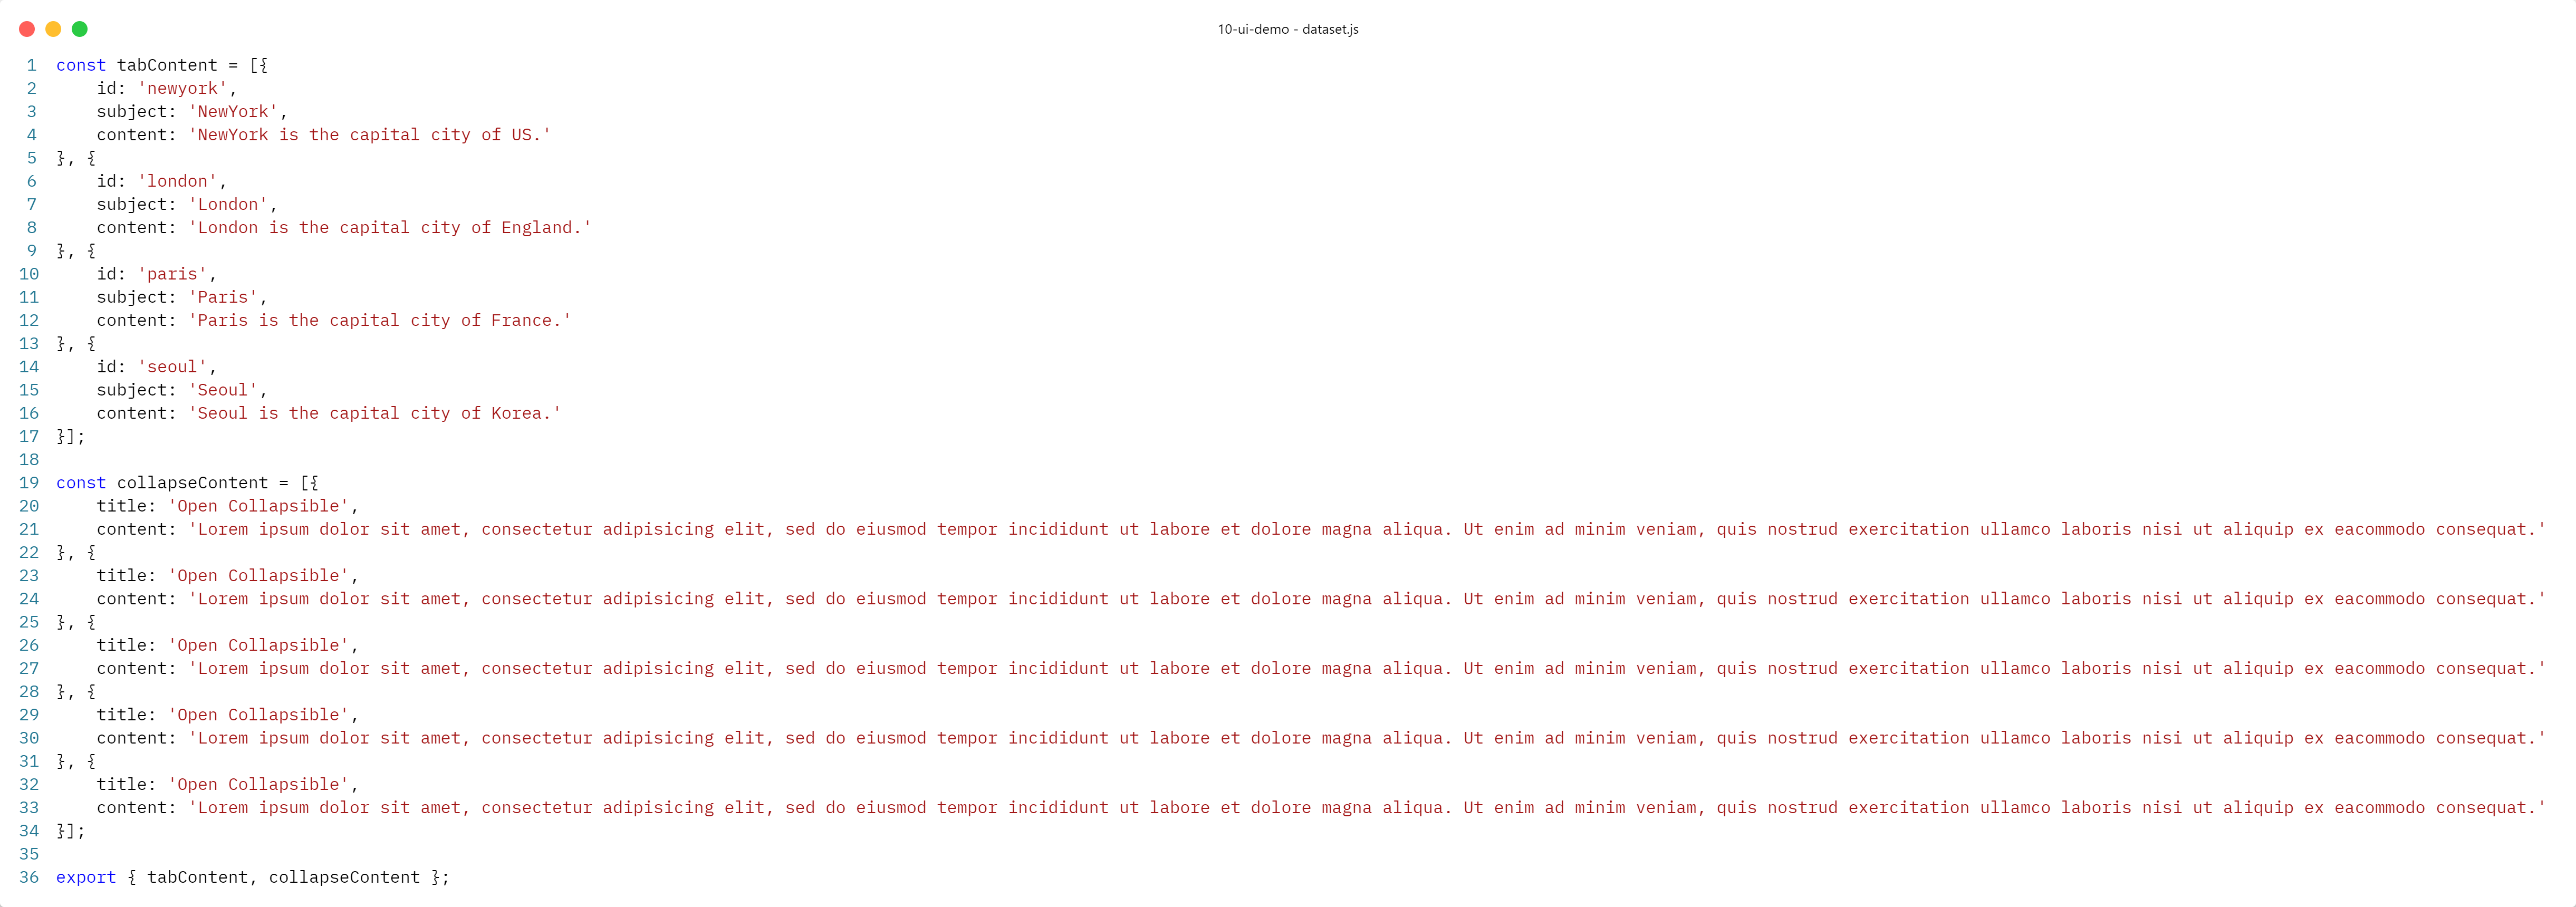 10-ui-demo - dataset.js
1 const tabContent = [{
2     id: 'newyork',
3     subject: 'NewYork',
4     content: 'NewYork is the capital city of US.'
5 }, {
6     id: 'london',
7     subject: 'London',
8     content: 'London is the capital city of England.'
9 }, {
10     id: 'paris',
11     subject: 'Paris',
12     content: 'Paris is the capital city of France.'
13 }, {
14     id: 'seoul',
15     subject: 'Seoul',
16     content: 'Seoul is the capital city of Korea.'
17 }];
18
19 const collapseContent = [{
20     title: 'Open Collapsible',
21     content: 'Lorem ipsum dolor sit amet, consectetur adipisicing elit, sed do eiusmod tempor incididunt ut labore et dolore magna aliqua. Ut enim ad minim veniam, quis nostrud exercitation ullamco laboris nisi ut aliquip ex eacommodo consequat.'
22 }, {
23     title: 'Open Collapsible',
24     content: 'Lorem ipsum dolor sit amet, consectetur adipisicing elit, sed do eiusmod tempor incididunt ut labore et dolore magna aliqua. Ut enim ad minim veniam, quis nostrud exercitation ullamco laboris nisi ut aliquip ex eacommodo consequat.'
25 }, {
26     title: 'Open Collapsible',
27     content: 'Lorem ipsum dolor sit amet, consectetur adipisicing elit, sed do eiusmod tempor incididunt ut labore et dolore magna aliqua. Ut enim ad minim veniam, quis nostrud exercitation ullamco laboris nisi ut aliquip ex eacommodo consequat.'
28 }, {
29     title: 'Open Collapsible',
30     content: 'Lorem ipsum dolor sit amet, consectetur adipisicing elit, sed do eiusmod tempor incididunt ut labore et dolore magna aliqua. Ut enim ad minim veniam, quis nostrud exercitation ullamco laboris nisi ut aliquip ex eacommodo consequat.'
31 }, {
32     title: 'Open Collapsible',
33     content: 'Lorem ipsum dolor sit amet, consectetur adipisicing elit, sed do eiusmod tempor incididunt ut labore et dolore magna aliqua. Ut enim ad minim veniam, quis nostrud exercitation ullamco laboris nisi ut aliquip ex eacommodo consequat.'
34 }];
35
36 export { tabContent, collapseContent };